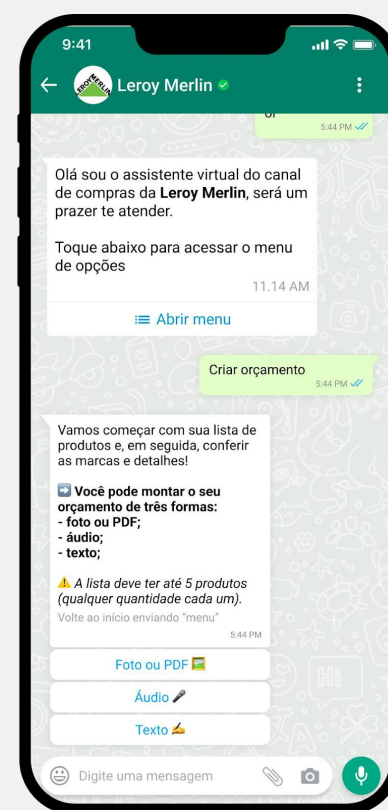 9:41
LEROY MERLIN
Leroy Merlin
5:44 PM
Olá sou o assistente virtual do canal
de compras da Leroy Merlin, será um
prazer te atender.
Toque abaixo para acessar o menu
de opções
11.14 AM
Abrir menu
Criar orçamento
5:44 PM
Vamos começar com sua lista de
produtos e, em seguida, conferir
as marcas e detalhes!
➡️ Você pode montar o seu
orçamento de três formas:
- foto ou PDF;
- áudio;
- texto;
⚠️ A lista deve ter até 5 produtos
(qualquer quantidade cada um).
Volte ao início enviando "menu"
5:44 PM
Foto ou PDF 🖼️
Áudio 🎤
Texto ✍️
Digite uma mensagem